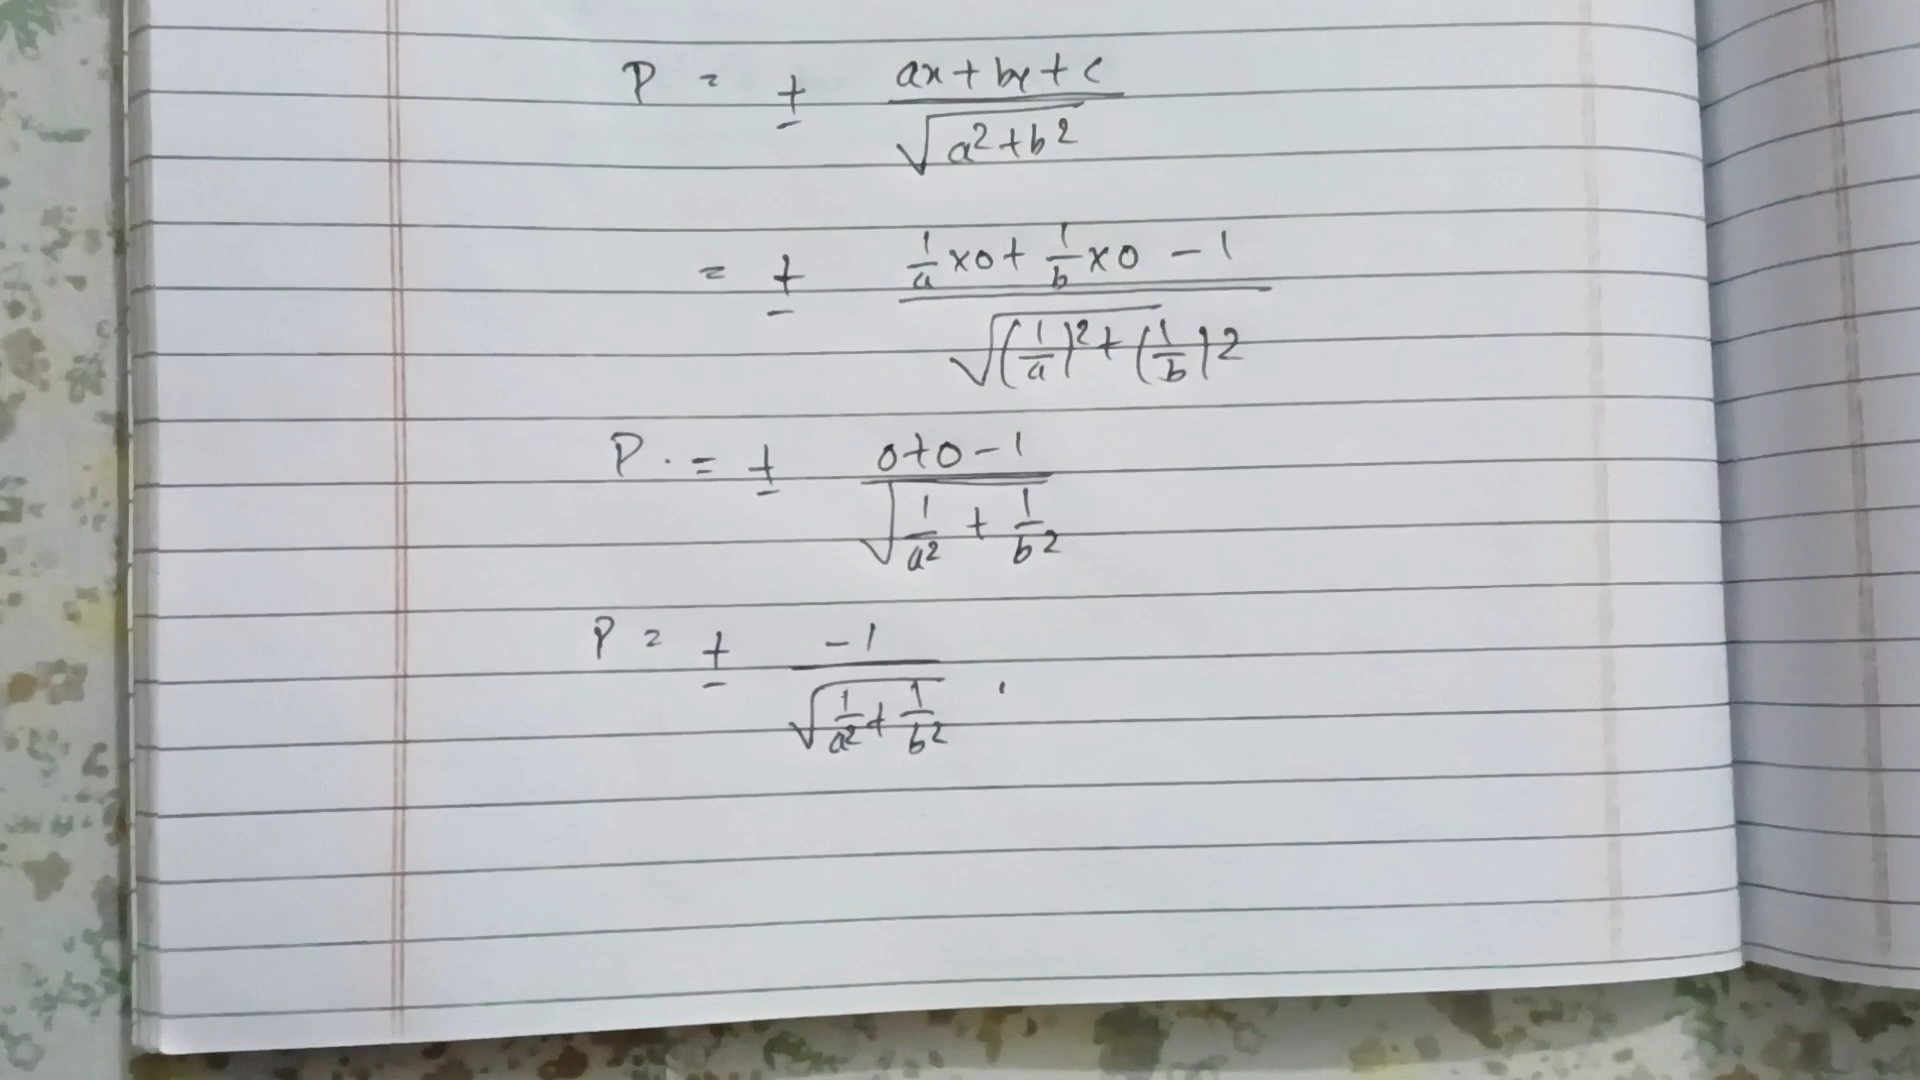 P = ± (ax + by + c) / √(a² + b²)
= ± (1/a × 0 + 1/b × 0 - 1) / √((1/a)² + (1/b)²)
P. = ± (0 + 0 - 1) / √(1/a² + 1/b²)
P = ± -1 / √(1/a² + 1/b²) .